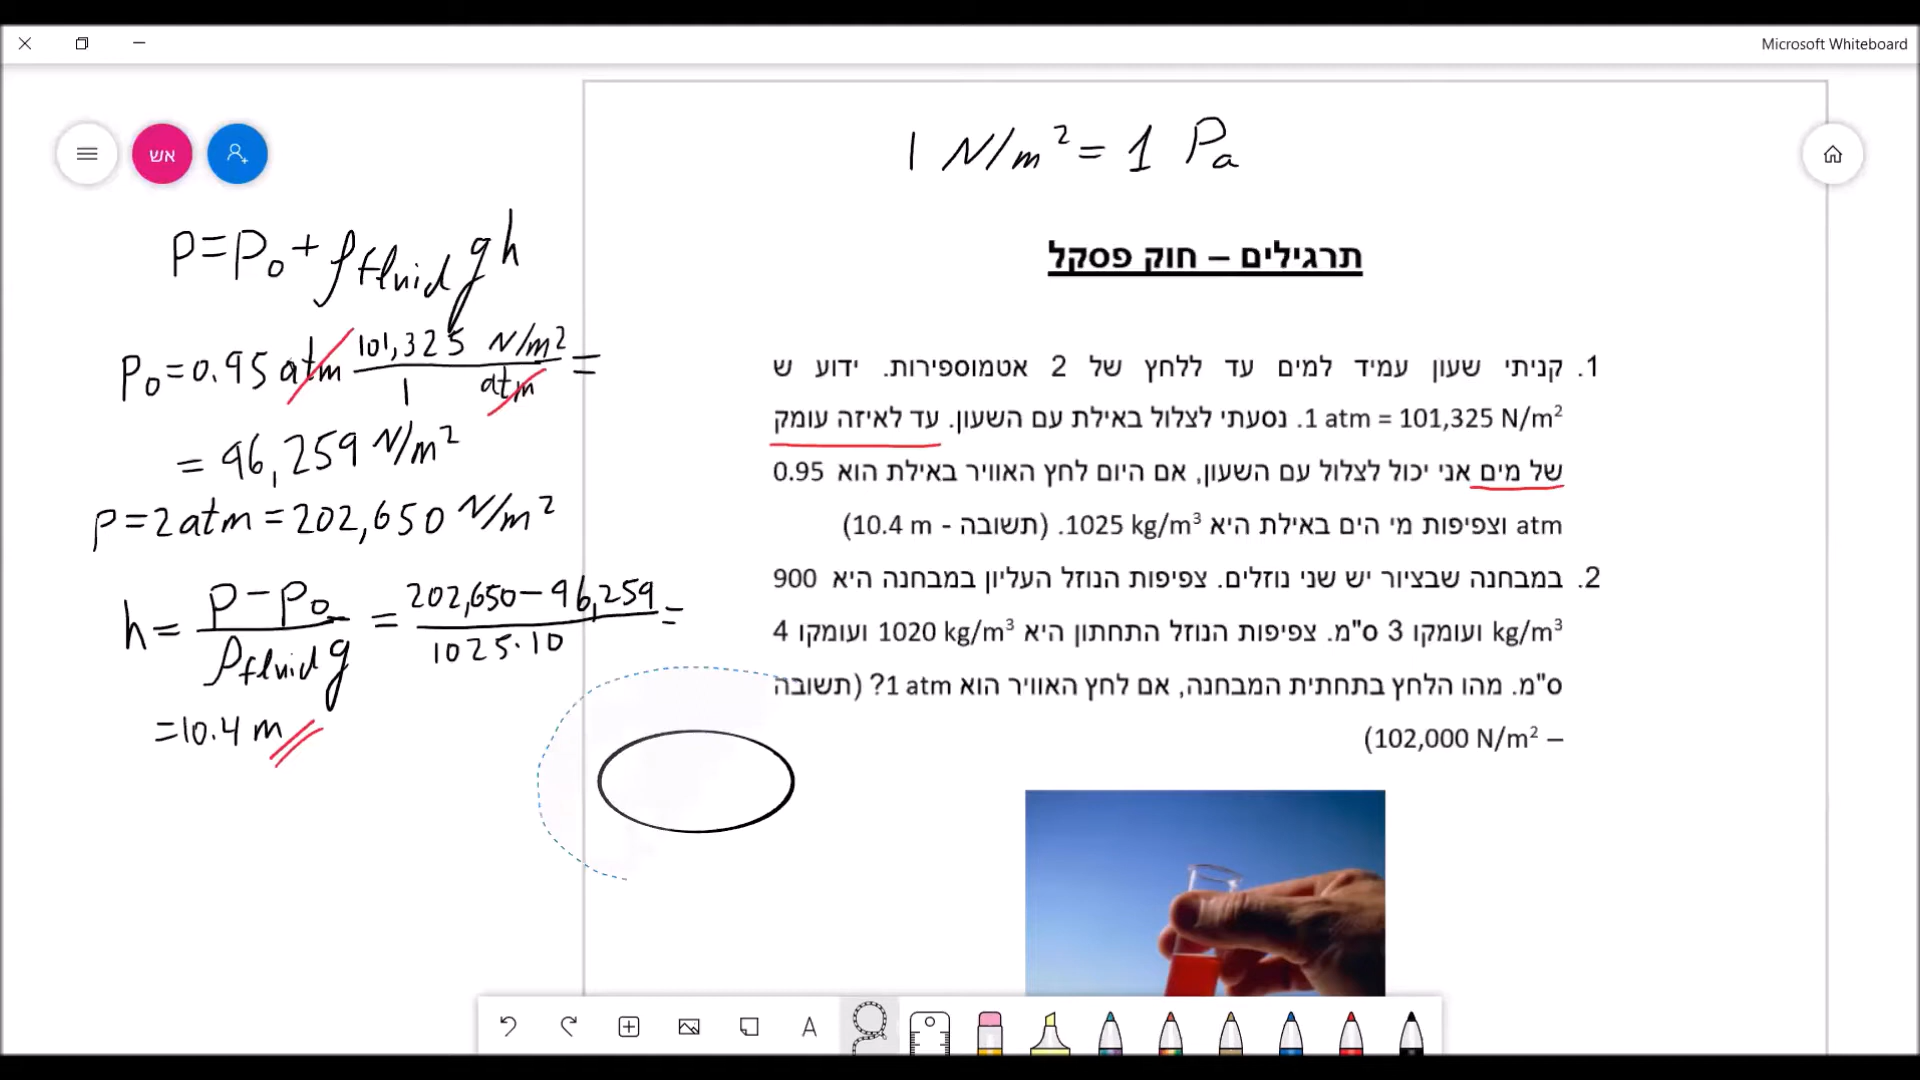 Microsoft Whiteboard
אש
1 N/m² = 1 Pa
P = P₀ + ρ_fluid g h
P₀ = 0.95 atm 101,325 N/m² / 1 atm =
= 96,259 N/m²
P = 2 atm = 202,650 N/m²
h = P - P₀ / ρ_fluid g = 202,650 - 96,259 / 1025·10 =
= 10.4 m
תרגילים – חוק פסקל
1. קניתי שעון עמיד למים עד ללחץ של 2 אטמוספירות. ידוע ש
1 atm = 101,325 N/m². נסעתי לצלול באילת עם השעון. עד לאיזה עומק
של מים אני יכול לצלול עם השעון, אם היום לחץ האוויר באילת הוא 0.95
atm וצפיפות מי הים באילת היא 1025 kg/m³. (תשובה - 10.4 m)
2. במבחנה שבציור יש שני נוזלים. צפיפות הנוזל העליון במבחנה היא 900
kg/m³ ועומקו 3 ס"מ. צפיפות הנוזל התחתון היא 1020 kg/m³ ועומקו 4
ס"מ. מהו הלחץ בתחתית המבחנה, אם לחץ האוויר הוא 1 atm? (תשובה
– 102,000 N/m²)